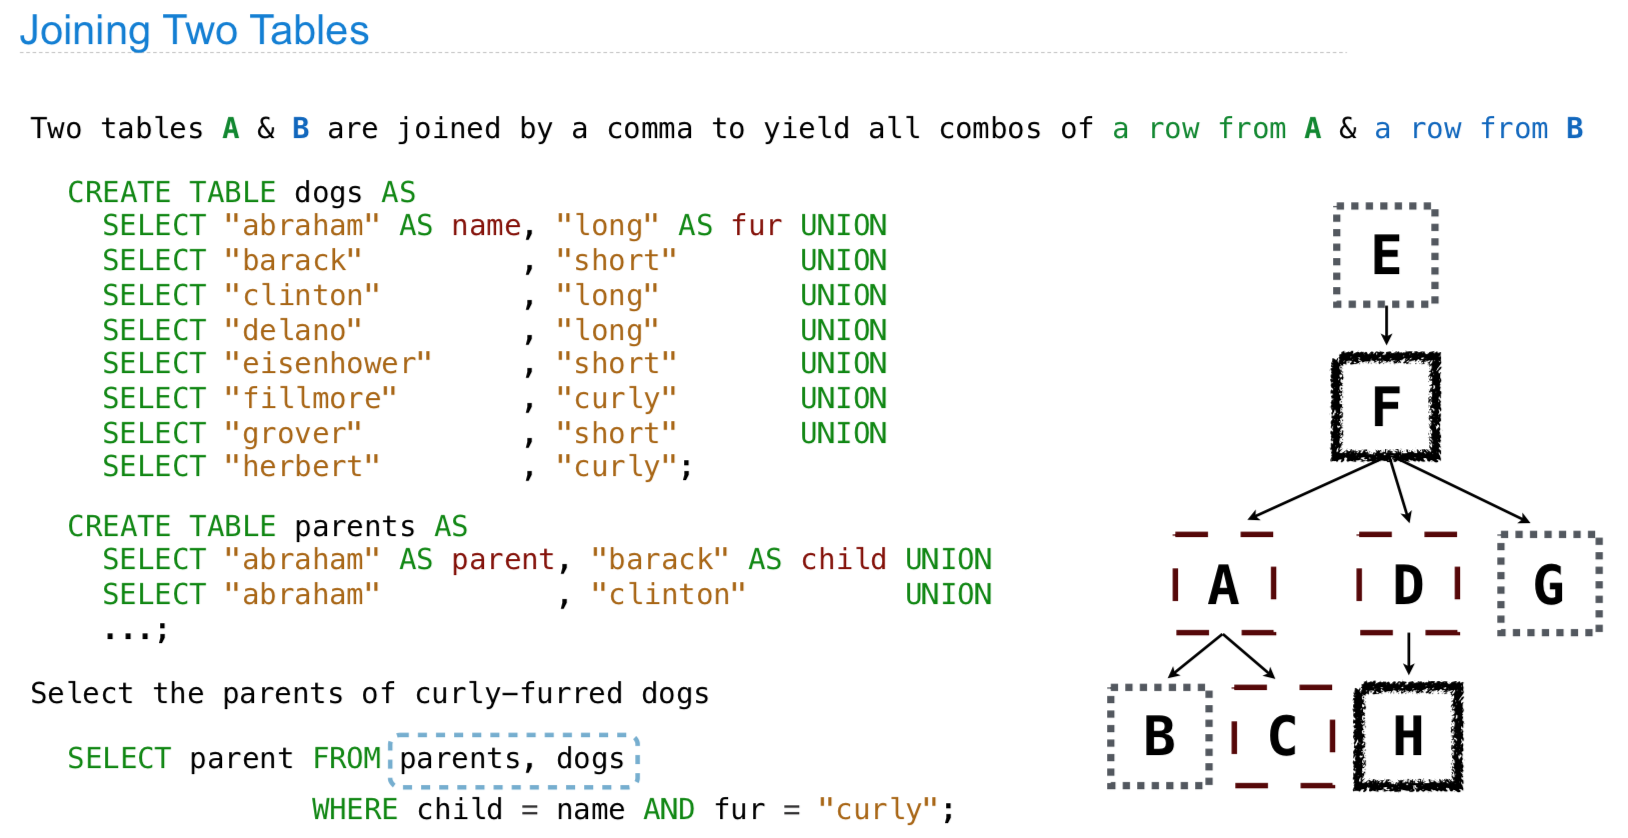 Joining Two Tables
Two tables A & B are joined by a comma to yield all combos of a row from A & a row from B
CREATE TABLE dogs AS
SELECT "abraham" AS name, "long" AS fur UNION
SELECT "barack" , "short" UNION
SELECT "clinton" , "long" UNION
SELECT "delano" , "long" UNION
SELECT "eisenhower" , "short" UNION
SELECT "fillmore" , "curly" UNION
SELECT "grover" , "short" UNION
SELECT "herbert" , "curly";
CREATE TABLE parents AS
SELECT "abraham" AS parent, "barack" AS child UNION
SELECT "abraham" , "clinton" UNION
...;
Select the parents of curly-furred dogs
SELECT parent FROM parents, dogs
WHERE child = name AND fur = "curly";
E
F
A D G
B C H